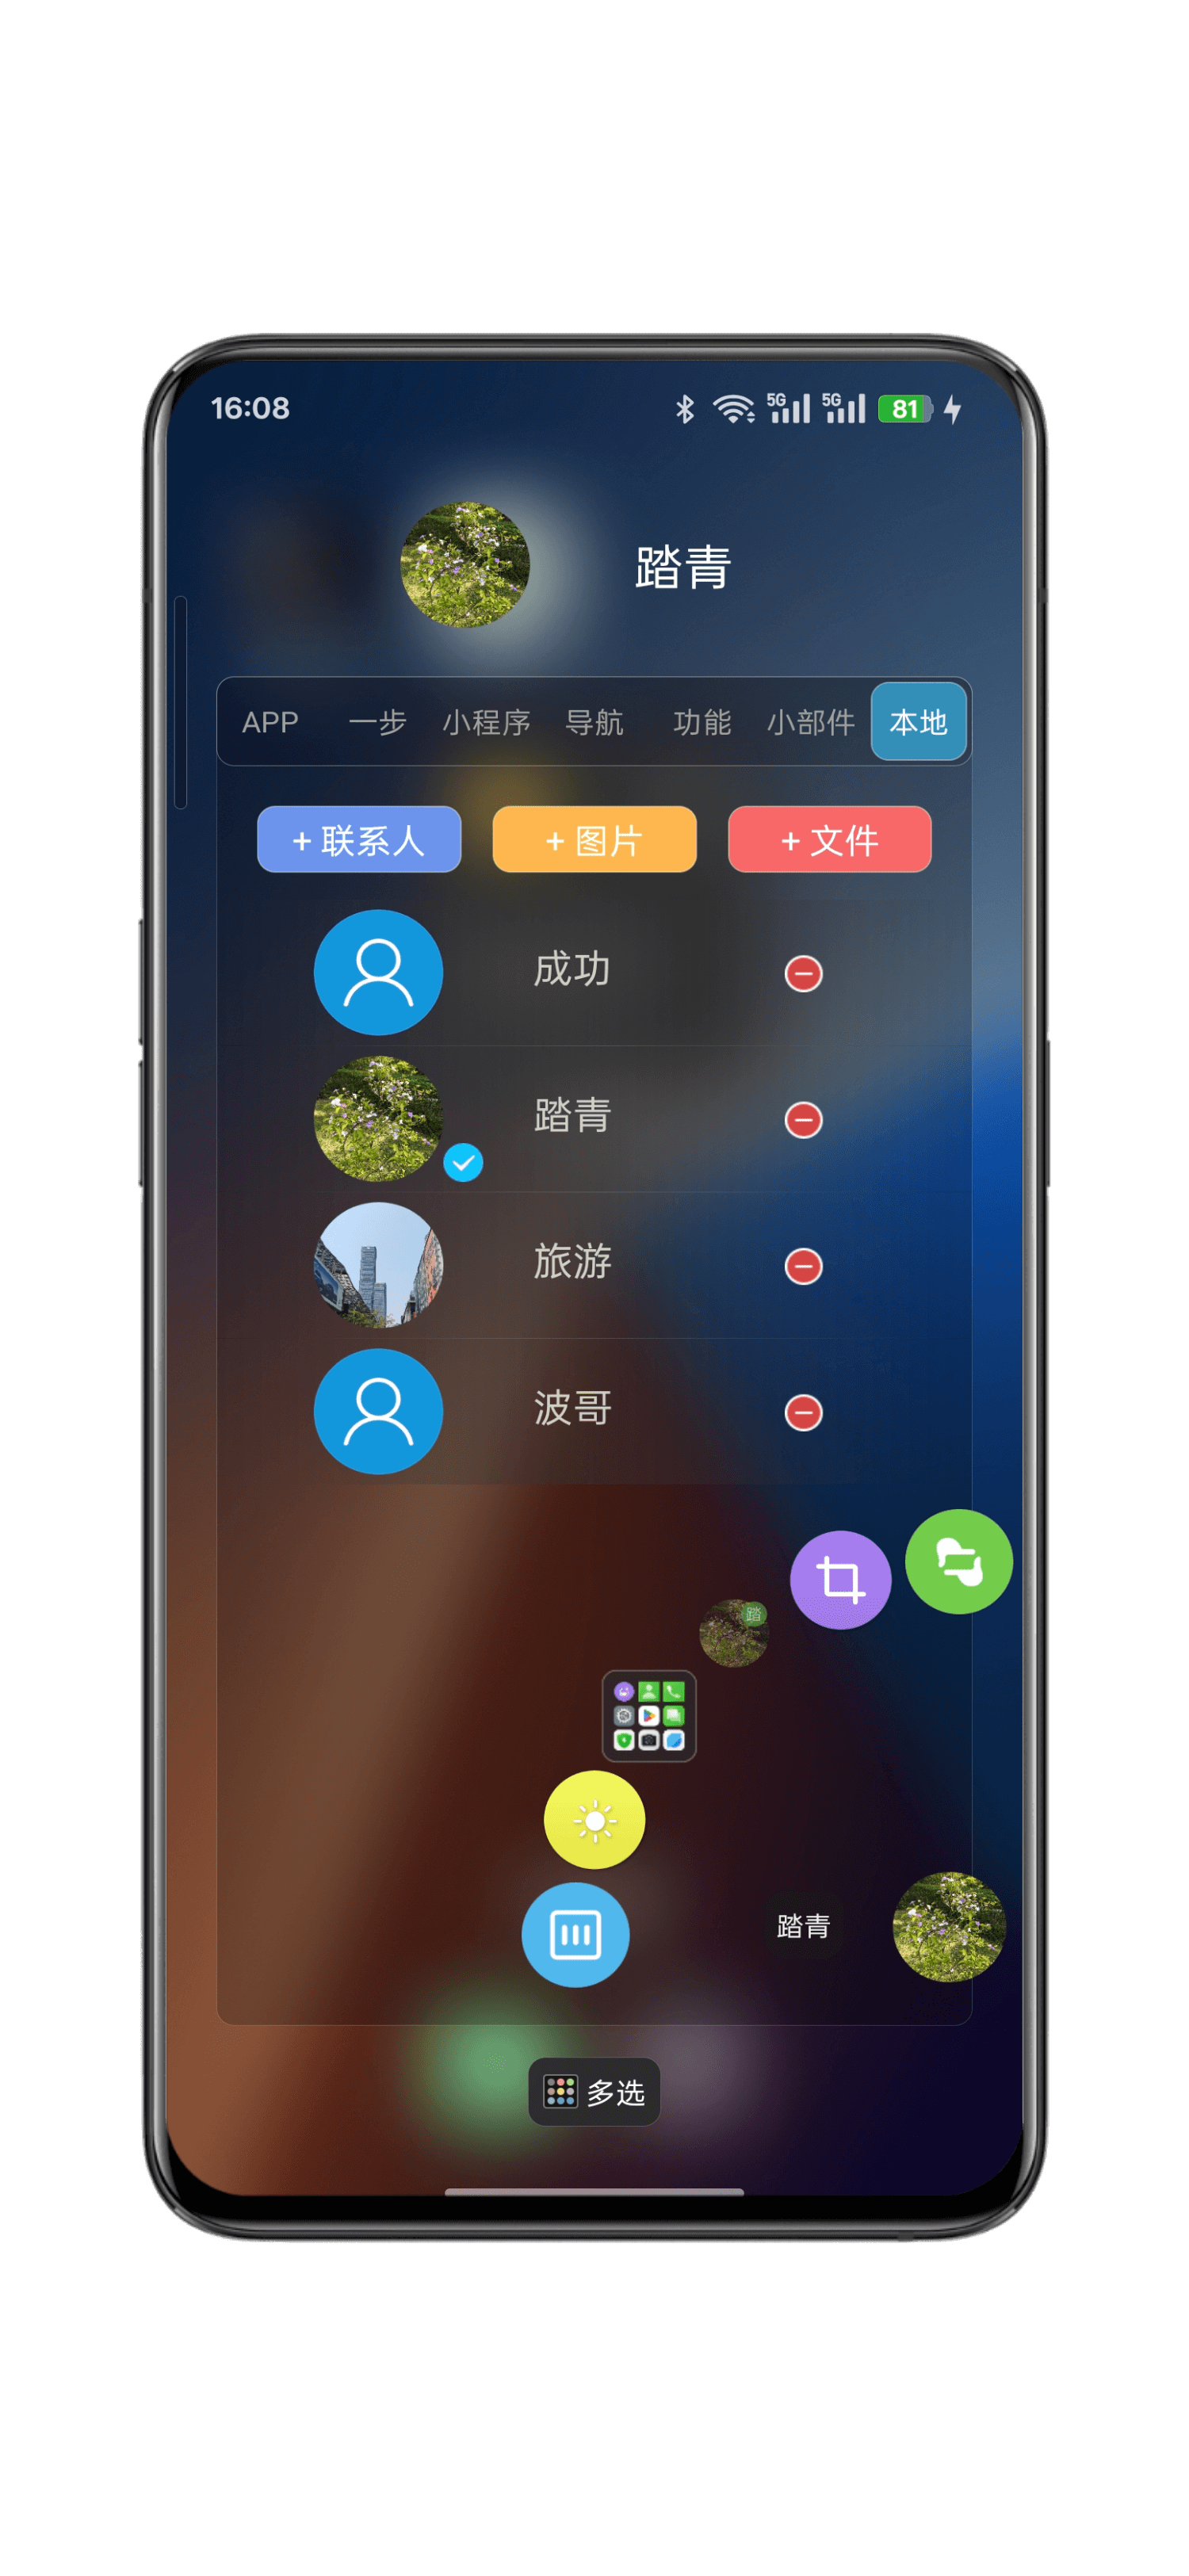 16:08 5G 5G 81
踏青
APP 一步 小程序 导航 功能 小部件 本地
+ 联系人 + 图片 + 文件
成功
踏青
旅游
波哥
踏
踏青
多选